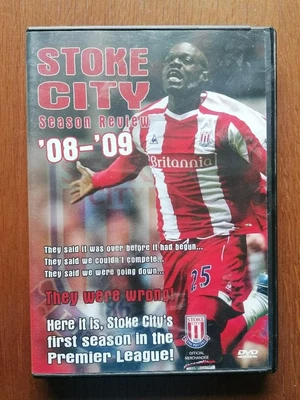 STOKE
CITY
Season Review
'08-'09
Britannia
They said it was over before it had begun...
They said we couldn't compete...
They said we were going down...
25
They were wrong!
Here it is, Stoke City's
first season in the
Premier League!
OFFICIAL
MERCHANDISE
DVD